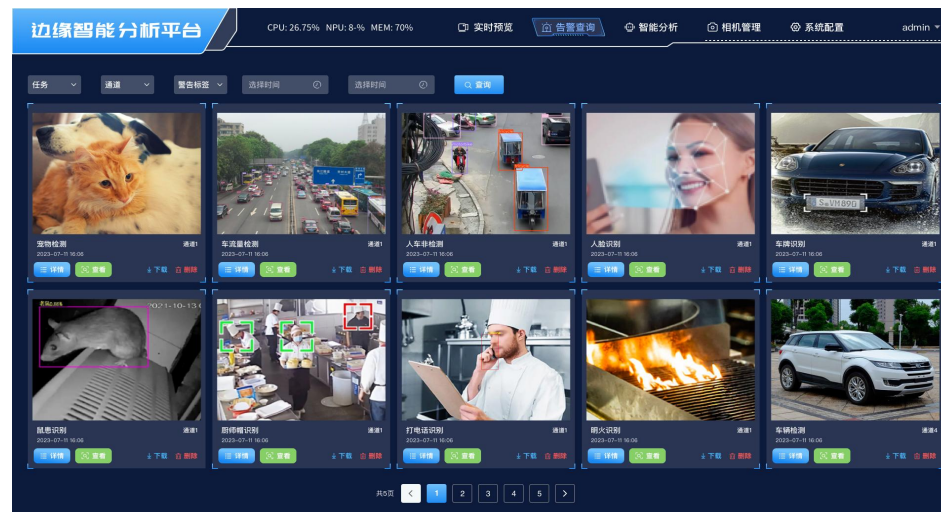 边缘智能分析平台
CPU: 26.75% NPU: 8-% MEM: 70%
实时预览
告警查询
智能分析
相机管理
系统配置
admin
任务
通道
警告标签
选择时间
选择时间
查询
宠物检测 通道1
2023-07-11 16:06
详情 查看 下载 删除
车流量检测 通道1
2023-07-11 16:06
详情 查看 下载 删除
人车非检测 通道1
2023-07-11 16:06
详情 查看 下载 删除
人脸识别 通道1
2023-07-11 16:06
详情 查看 下载 删除
车牌识别 通道1
2023-07-11 16:06
详情 查看 下载 删除
2021-10-13
鼠患识别 通道1
2023-07-11 16:06
详情 查看 下载 删除
厨师帽识别 通道1
2023-07-11 16:06
详情 查看 下载 删除
打电话识别 通道1
2023-07-11 16:06
详情 查看 下载 删除
明火识别 通道1
2023-07-11 16:06
详情 查看 下载 删除
车辆检测 通道4
2023-07-11 16:06
详情 查看 下载 删除
共5页 < 1 2 3 4 5 >